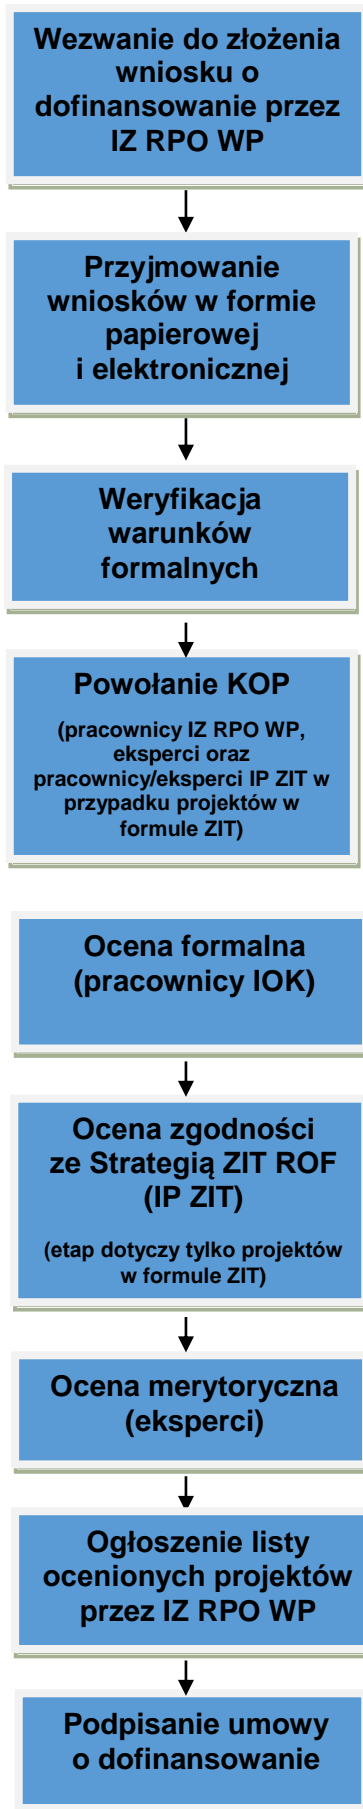 Wezwanie do złożenia
wniosku o
dofinansowanie przez
IZ RPO WP
Przyjmowanie
wniosków w formie
papierowej
i elektronicznej
Weryfikacja
warunków
formalnych
Powołanie KOP
(pracownicy IZ RPO WP,
eksperci oraz
pracownicy/eksperci IP ZIT w
przypadku projektów w
formule ZIT)
Ocena formalna
(pracownicy IOK)
Ocena zgodności
ze Strategią ZIT ROF
(IP ZIT)
(etap dotyczy tylko projektów
w formule ZIT)
Ocena merytoryczna
(eksperci)
Ogłoszenie listy
ocenionych projektów
przez IZ RPO WP
Podpisanie umowy
o dofinansowanie